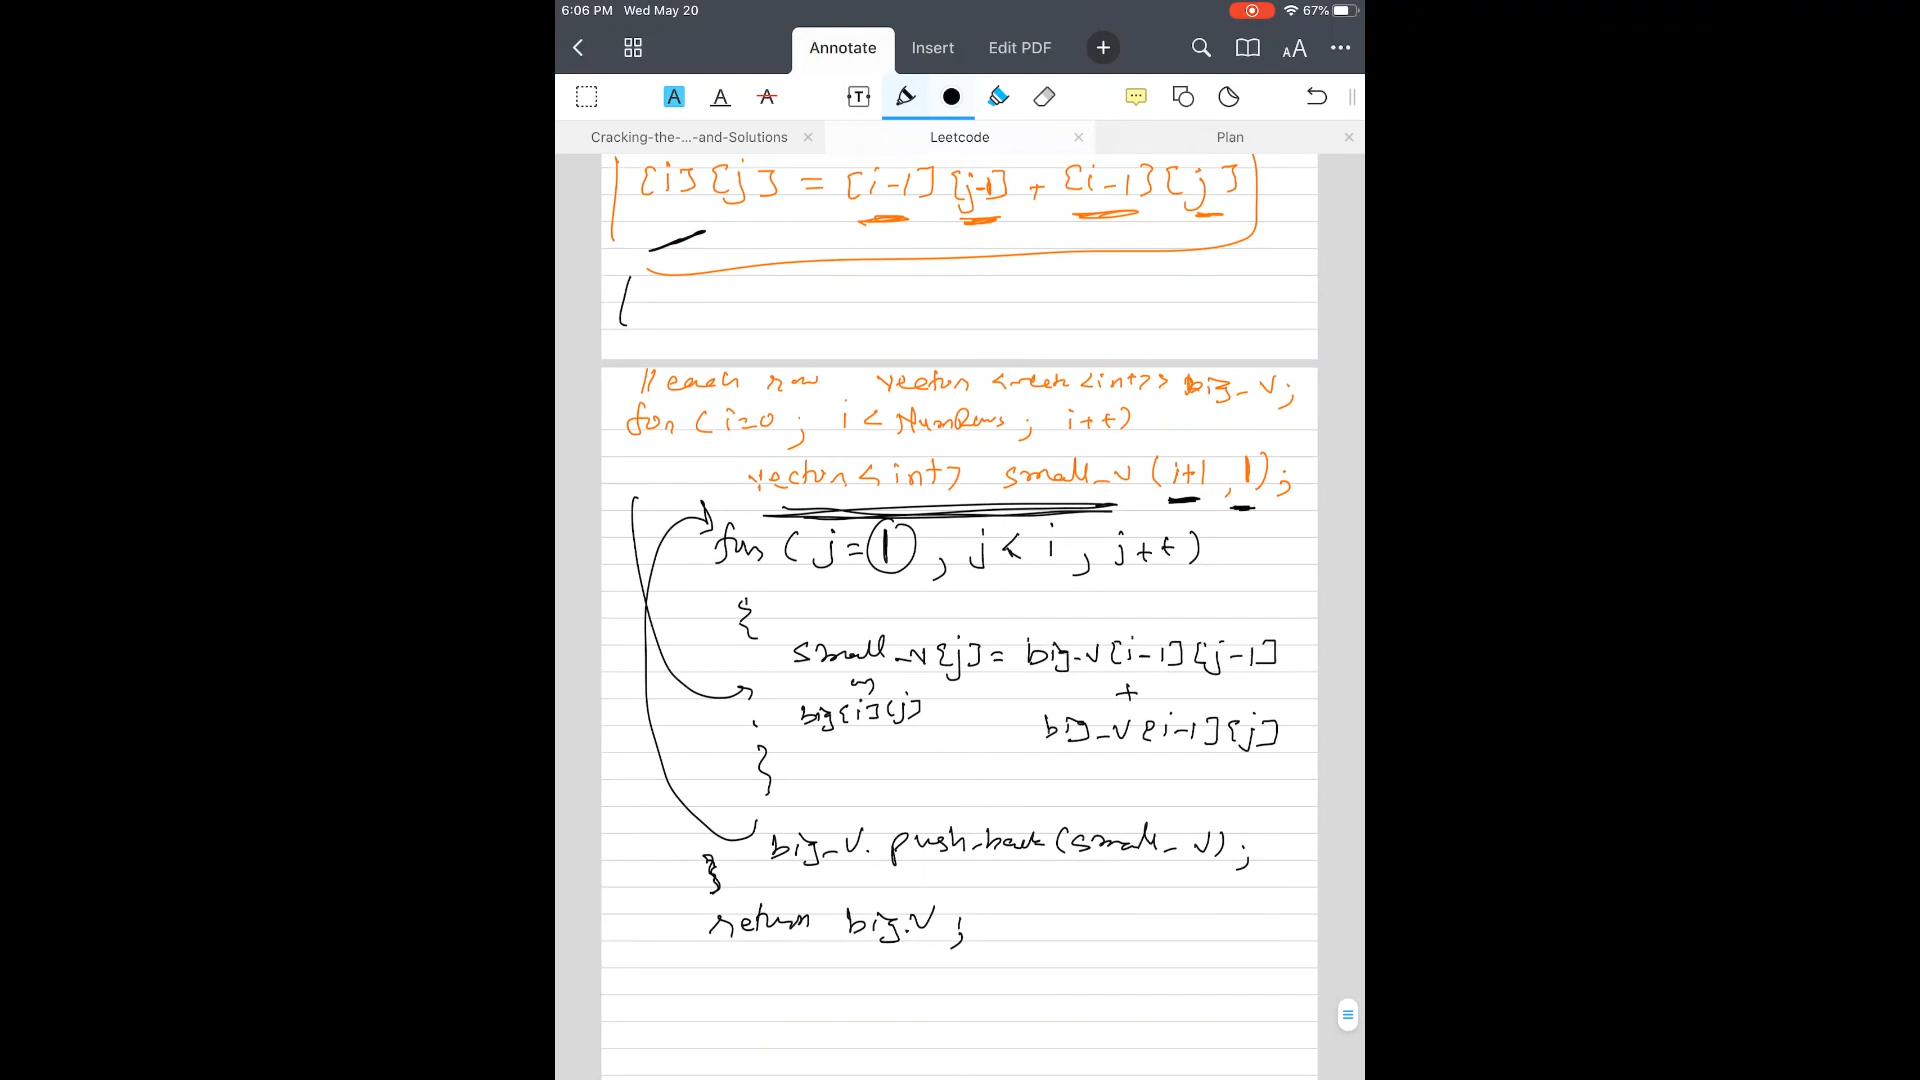 6:06 PM Wed May 20 67%
Annotate Insert Edit PDF
Cracking-the-...-and-Solutions Leetcode Plan
[i][j] = [i-1][j-1] + [i-1][j]
// each row vector <vect<int>> big_v;
for (i=0; i < NumRows; i++)
vector<int> small_v (i+1, 1);
for (j=1, j < i, j++)
{
small_v[j] = big_v[i-1][j-1]
+
big[i][j] big_v[i-1][j]
}
big_v.push_back(small_v);
}
return big_v;